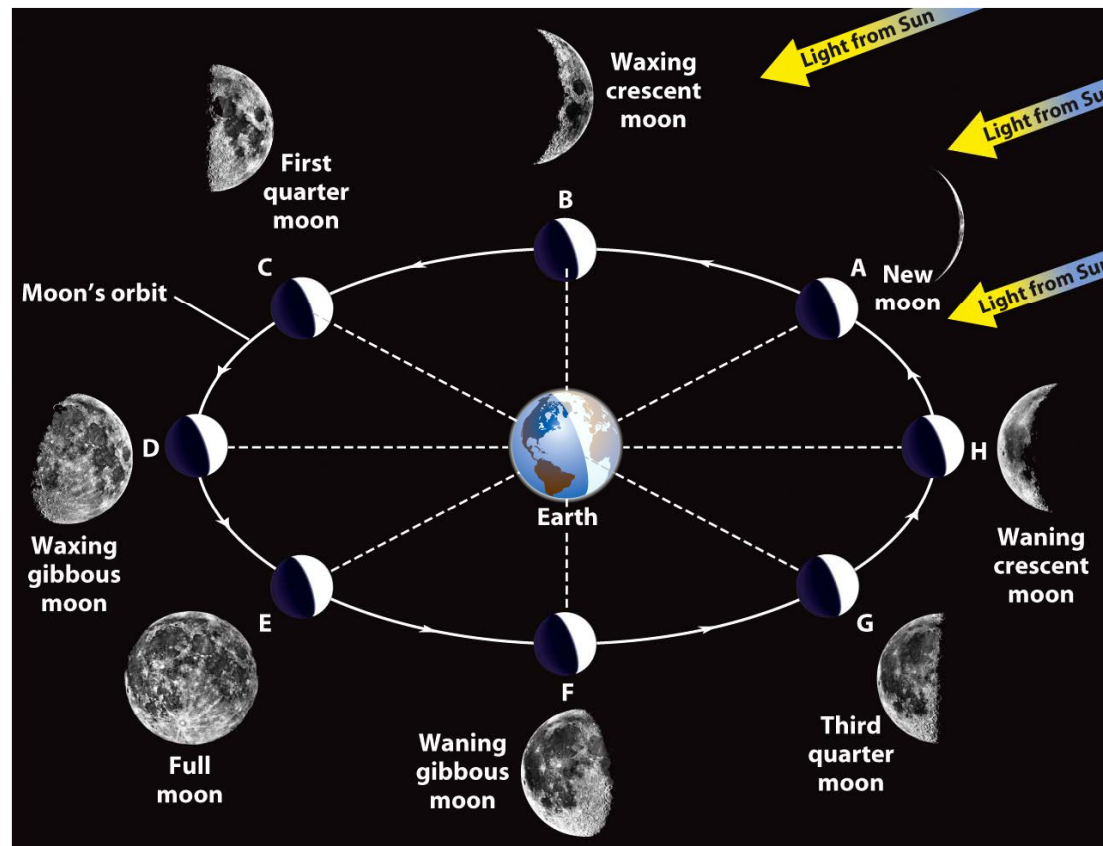 Light from Sun
Waxing
crescent
moon
Light from Su
First
quarter
moon
B
C
A
New
moon
Light from Su
Moon's orbit
D
H
Earth
Waxing
gibbous
moon
Waning
crescent
moon
E
G
F
Third
quarter
moon
Waning
gibbous
moon
Full
moon